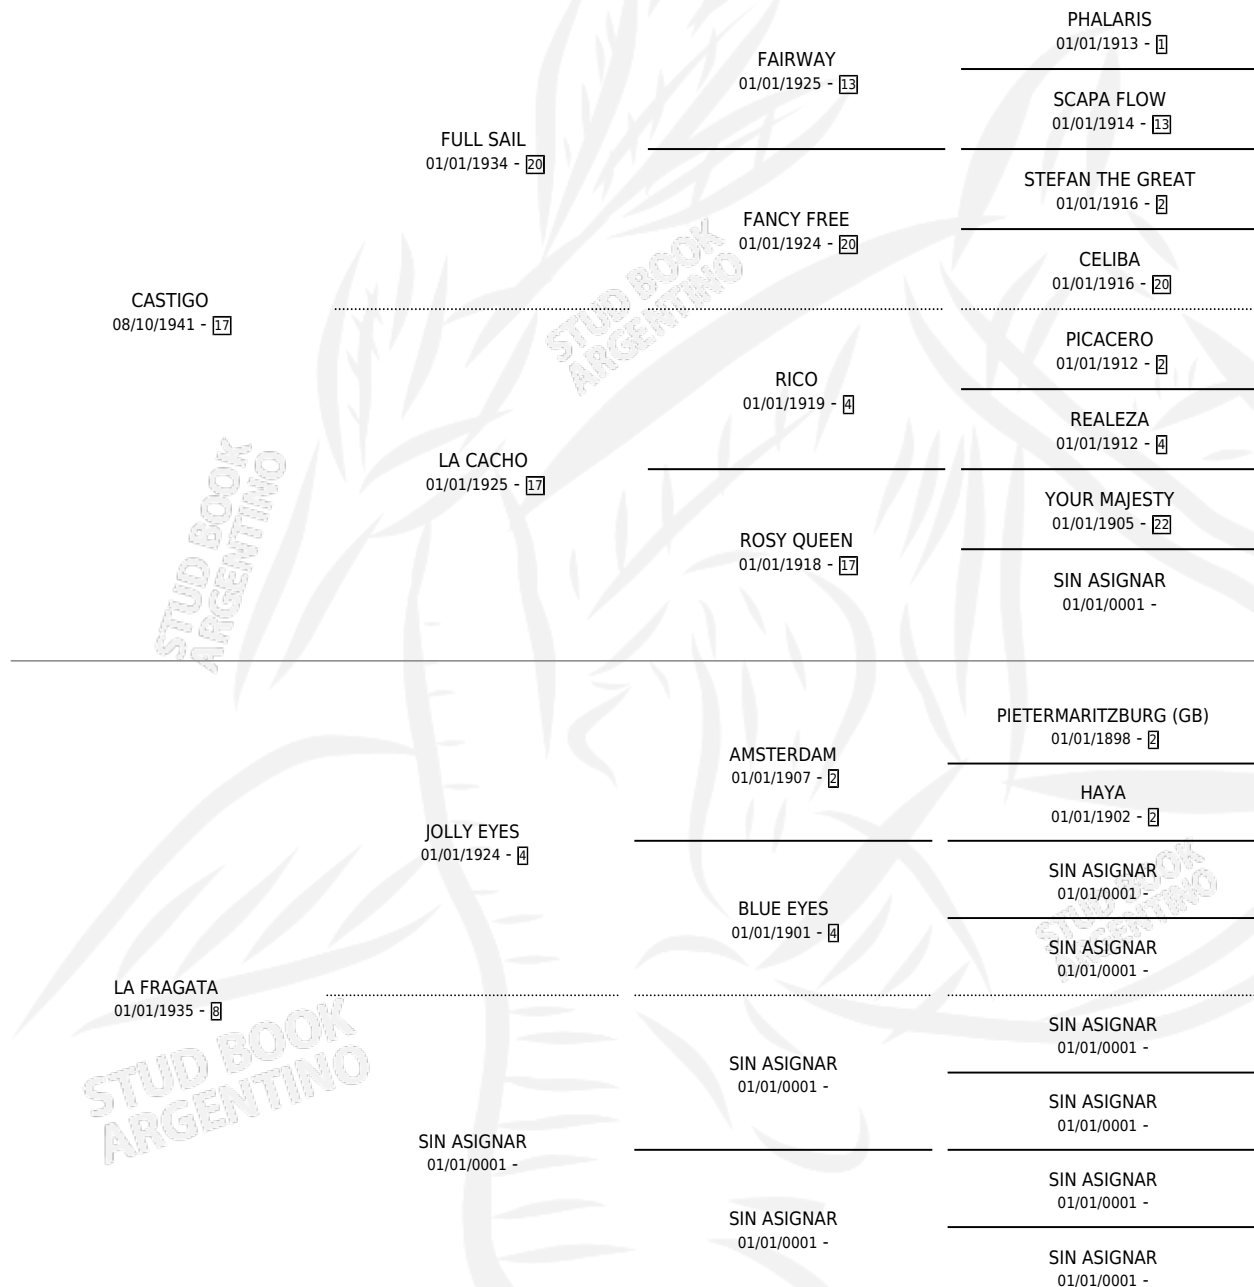 PHALARIS
01/01/1913 - 1
FAIRWAY
01/01/1925 - 13
SCAPA FLOW
01/01/1914 - 13
FULL SAIL
01/01/1934 - 20
STEFAN THE GREAT
01/01/1916 - 2
FANCY FREE
01/01/1924 - 20
CELIBA
01/01/1916 - 20
CASTIGO
08/10/1941 - 17
PICACERO
01/01/1912 - 2
RICO
01/01/1919 - 4
REALEZA
01/01/1912 - 4
LA CACHO
01/01/1925 - 17
YOUR MAJESTY
01/01/1905 - 22
ROSY QUEEN
01/01/1918 - 17
SIN ASIGNAR
01/01/0001 -
PIETERMARITZBURG (GB)
01/01/1898 - 2
AMSTERDAM
01/01/1907 - 2
HAYA
01/01/1902 - 2
JOLLY EYES
01/01/1924 - 4
SIN ASIGNAR
01/01/0001 -
BLUE EYES
01/01/1901 - 4
SIN ASIGNAR
01/01/0001 -
LA FRAGATA
01/01/1935 - 8
SIN ASIGNAR
01/01/0001 -
SIN ASIGNAR
01/01/0001 -
SIN ASIGNAR
01/01/0001 -
SIN ASIGNAR
01/01/0001 -
SIN ASIGNAR
01/01/0001 -
SIN ASIGNAR
01/01/0001 -
SIN ASIGNAR
01/01/0001 -
STUD BOOK
ARGENTINO
STUD BOOK
ARGENTINO
STUD BOOK
ARGENTINO
STUD BOOK
ARGENTINO